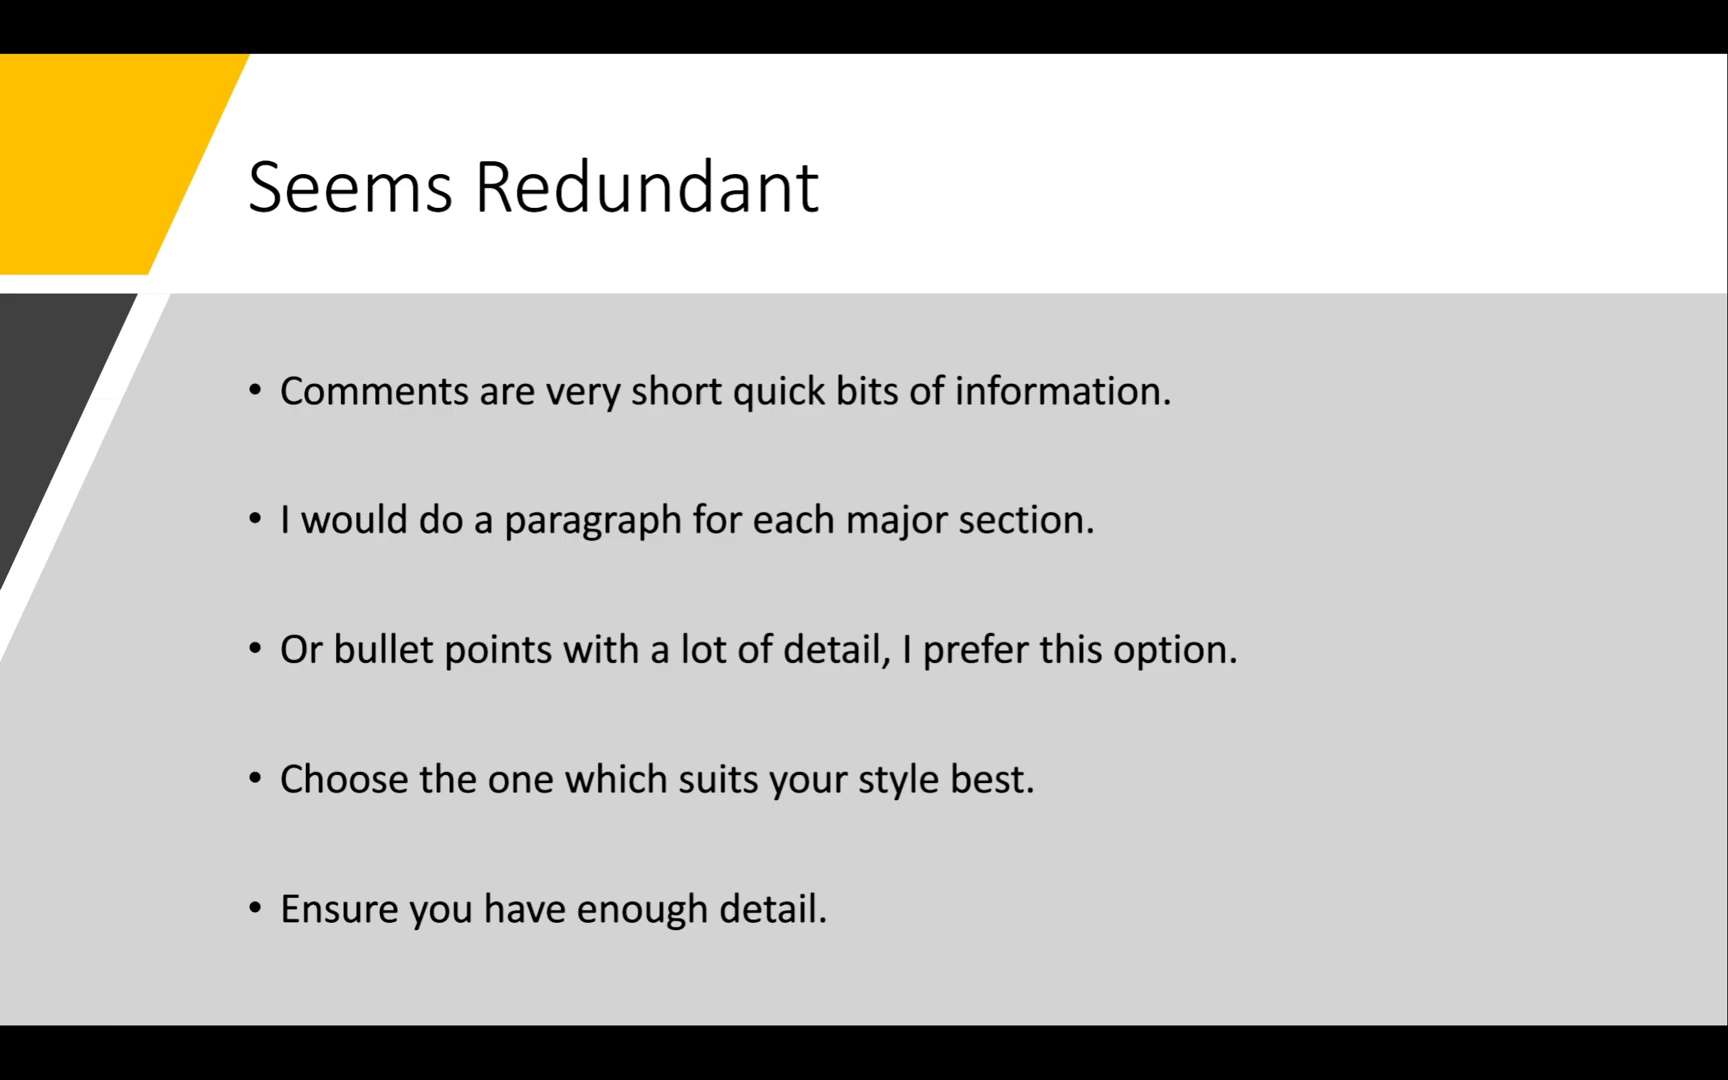 Seems Redundant
• Comments are very short quick bits of information.
• I would do a paragraph for each major section.
• Or bullet points with a lot of detail, I prefer this option.
• Choose the one which suits your style best.
• Ensure you have enough detail.